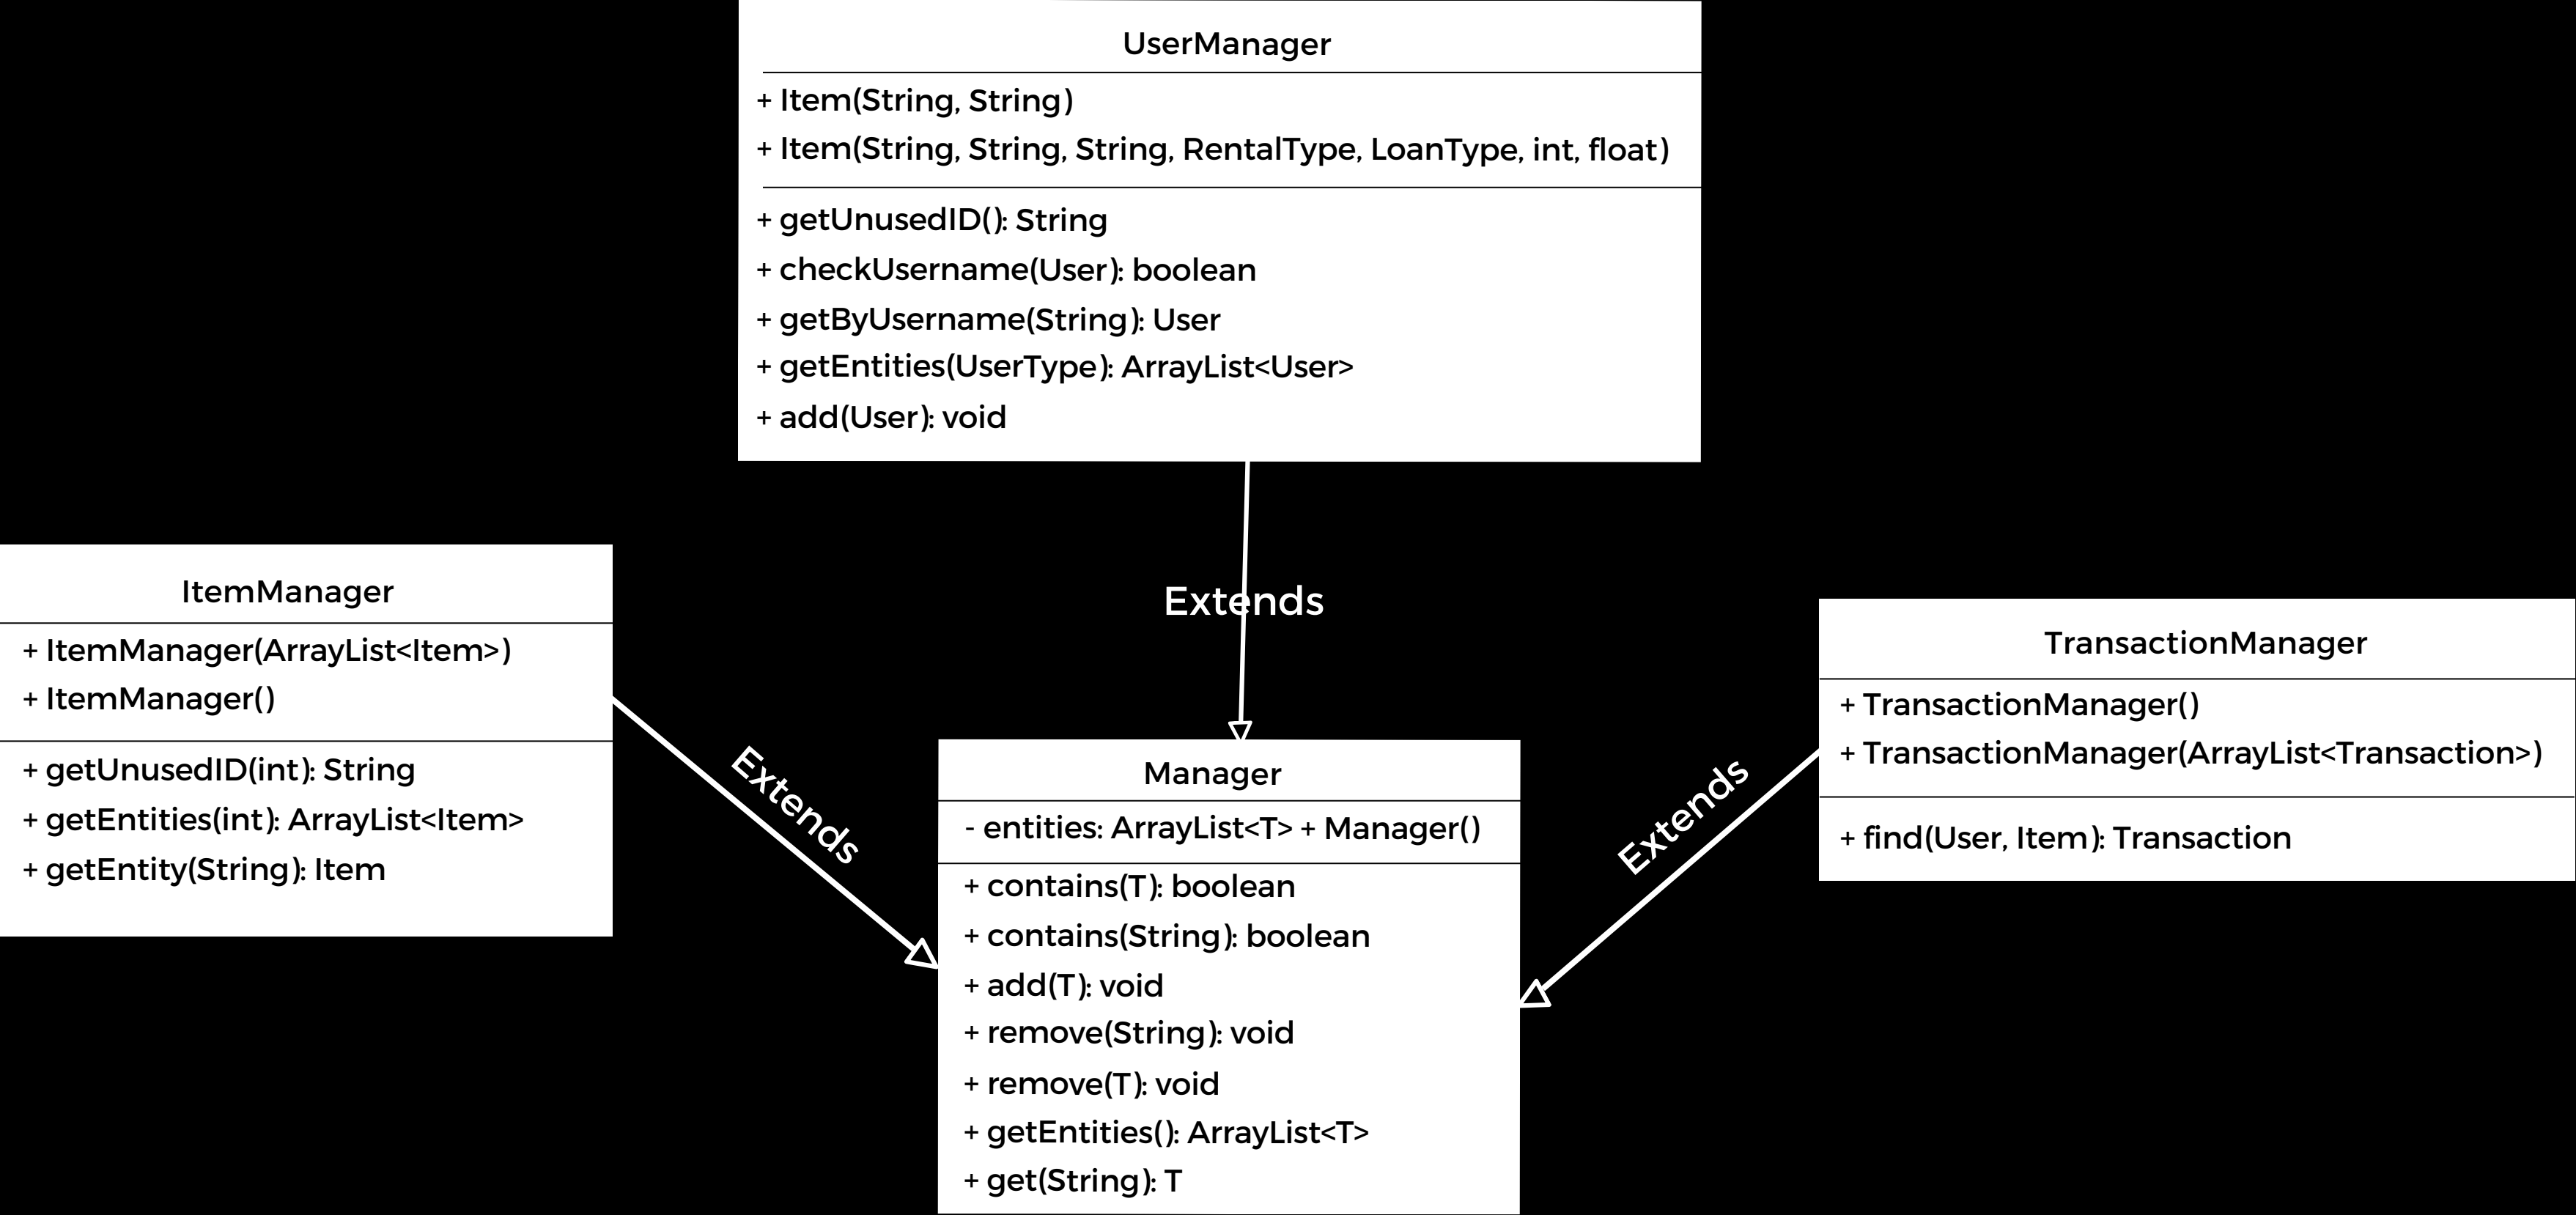 UserManager
+ Item(String, String)
+ Item(String, String, String, RentalType, LoanType, int, float)
+ getUnusedID(): String
+ checkUsername(User): boolean
+ getByUsername(String): User
+ getEntities(UserType): ArrayList<User>
+ add(User): void
Extends
ItemManager
+ ItemManager(ArrayList<Item>)
+ ItemManager()
+ getUnusedID(int): String
+ getEntities(int): ArrayList<Item>
+ getEntity(String): Item
Extends
TransactionManager
+ TransactionManager()
+ TransactionManager(ArrayList<Transaction>)
+ find(User, Item): Transaction
Extends
Manager
- entities: ArrayList<T> + Manager()
+ contains(T): boolean
+ contains(String): boolean
+ add(T): void
+ remove(String): void
+ remove(T): void
+ getEntities(): ArrayList<T>
+ get(String): T